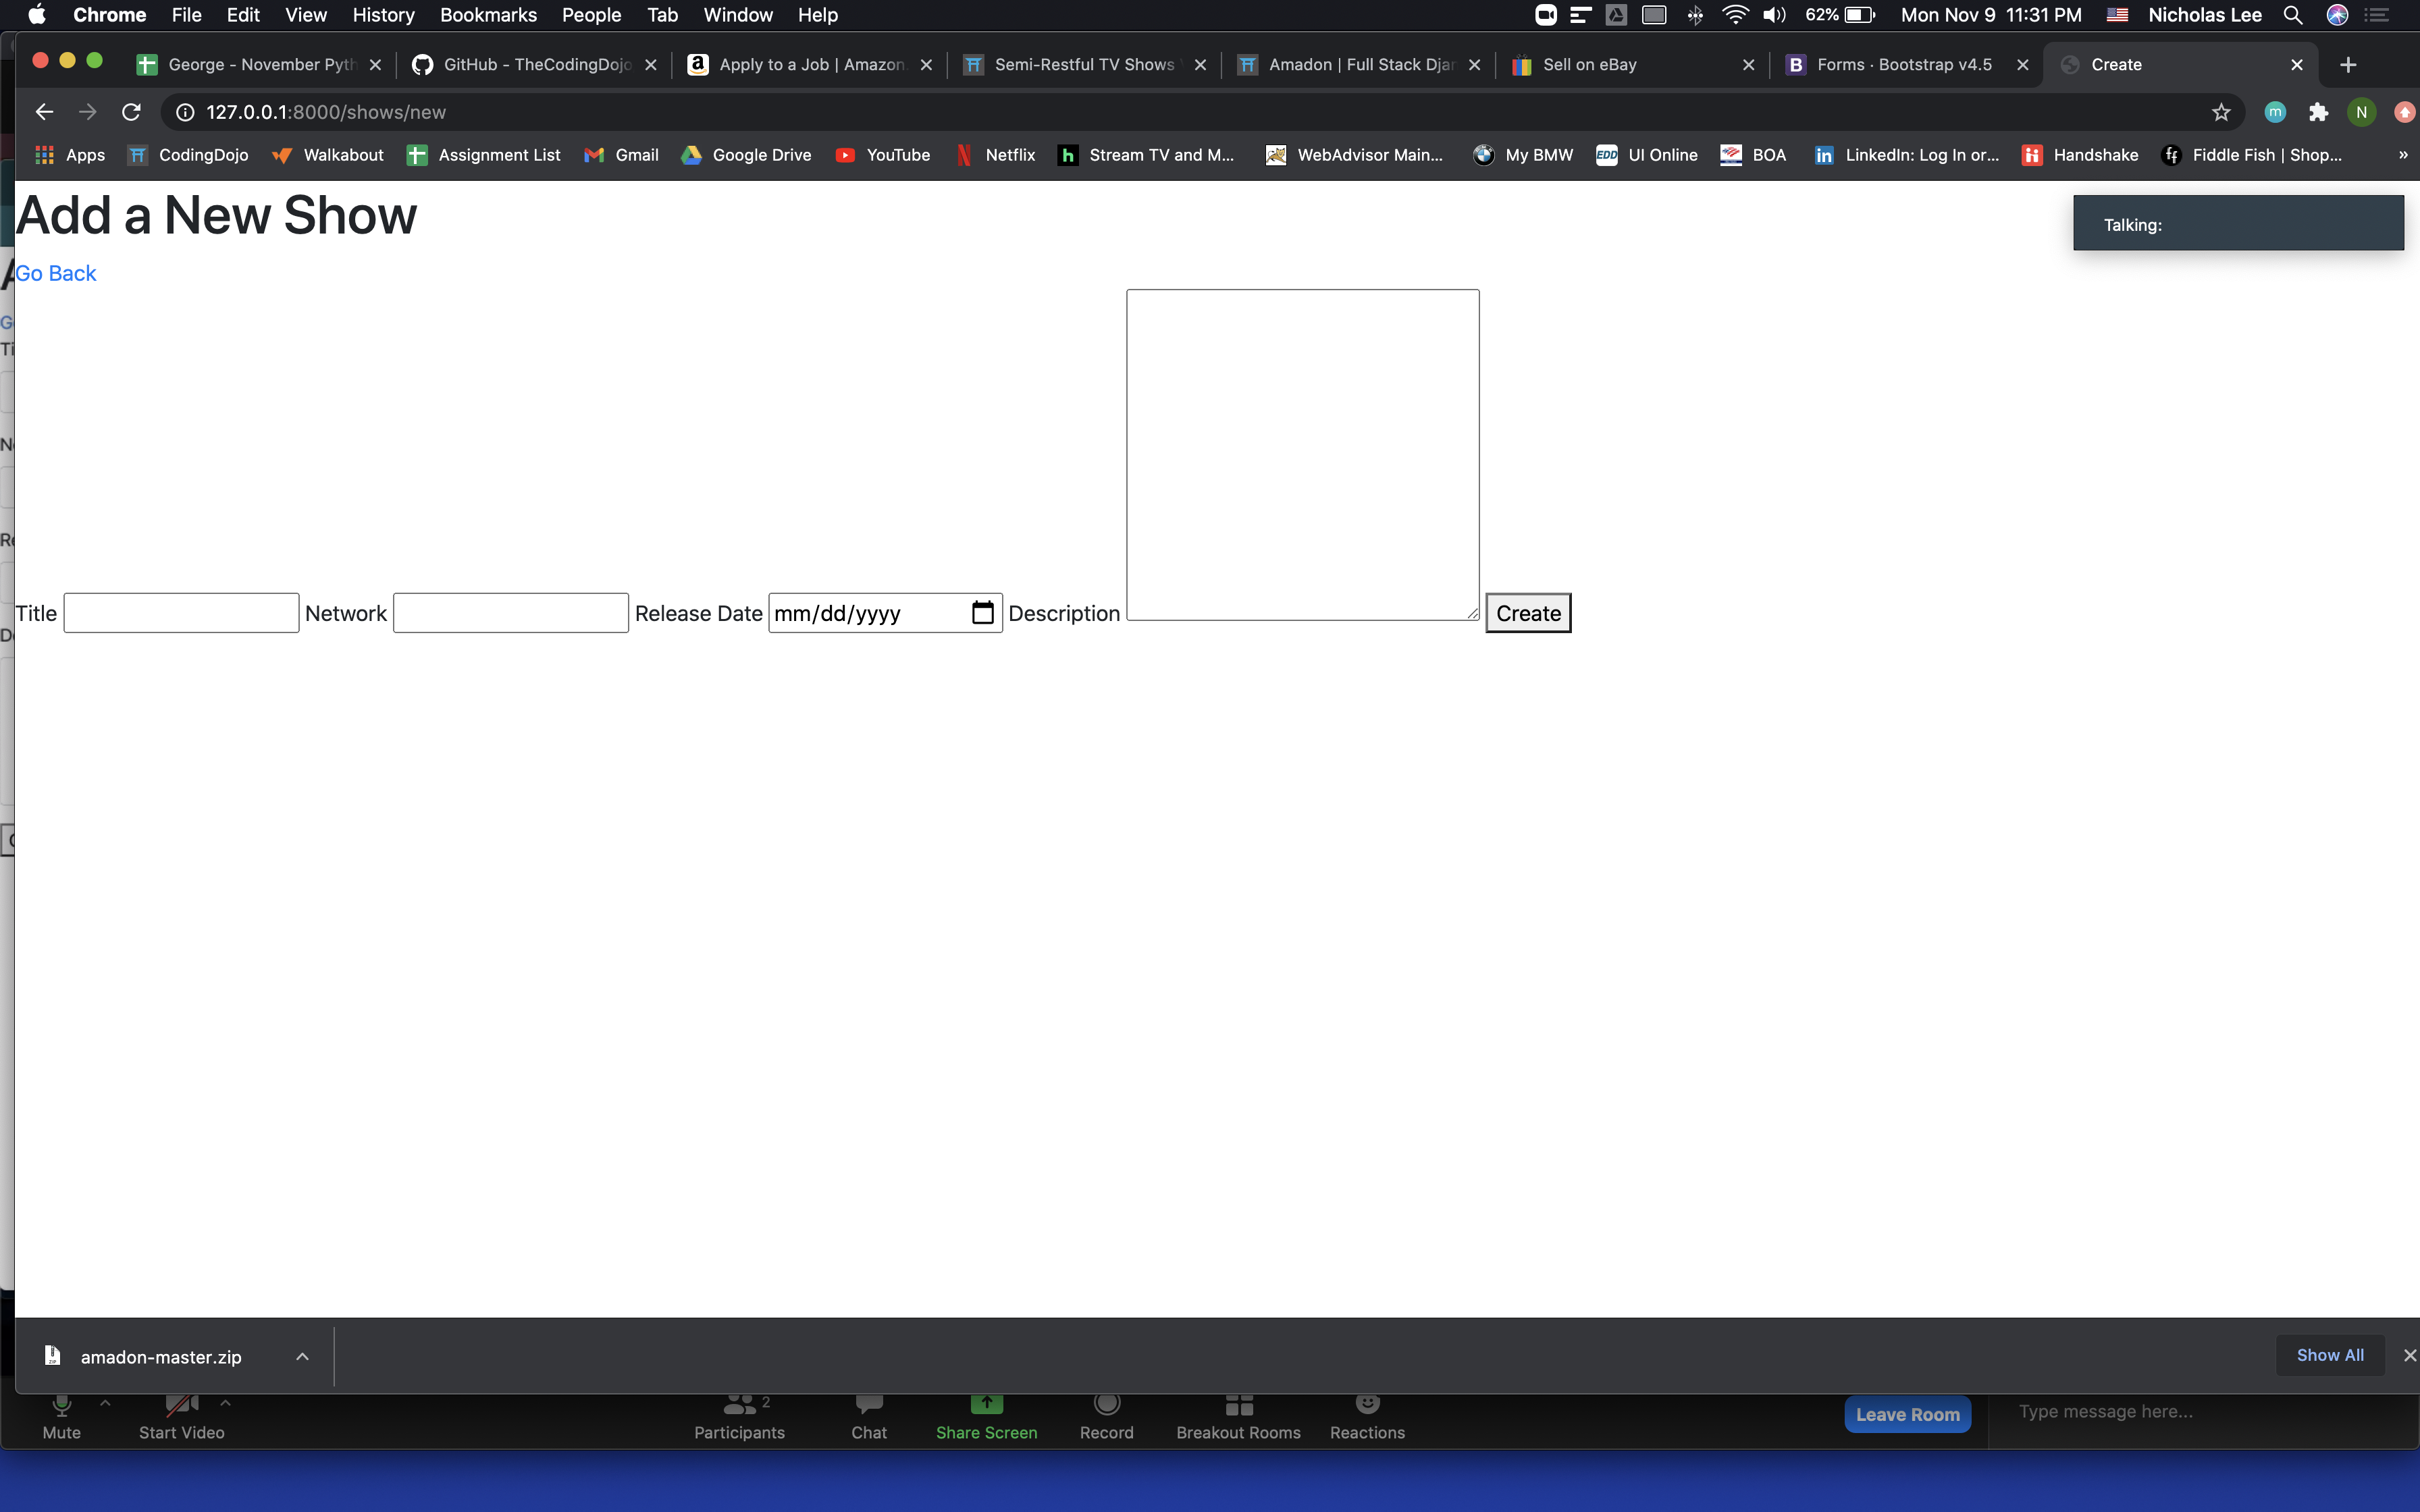 Chrome File Edit View History Bookmarks People Tab Window Help 62% Mon Nov 9 11:31 PM Nicholas Lee
George - November Pyth GitHub - TheCodingDojo Apply to a Job | Amazon. Semi-Restful TV Shows Amadon | Full Stack Djan Sell on eBay B Forms · Bootstrap v4.5 Create
127.0.0.1:8000/shows/new m N
Apps CodingDojo Walkabout Assignment List Gmail Google Drive YouTube Netflix h Stream TV and M... WebAdvisor Main... My BMW EDD UI Online BOA in LinkedIn: Log In or... Handshake ff Fiddle Fish | Shop... »
Add a New Show
Talking:
Go Back
Title Network Release Date mm/dd/yyyy Description Create
amadon-master.zip Show All
2
Mute Start Video Participants Chat Share Screen Record Breakout Rooms Reactions Leave Room Type message here...